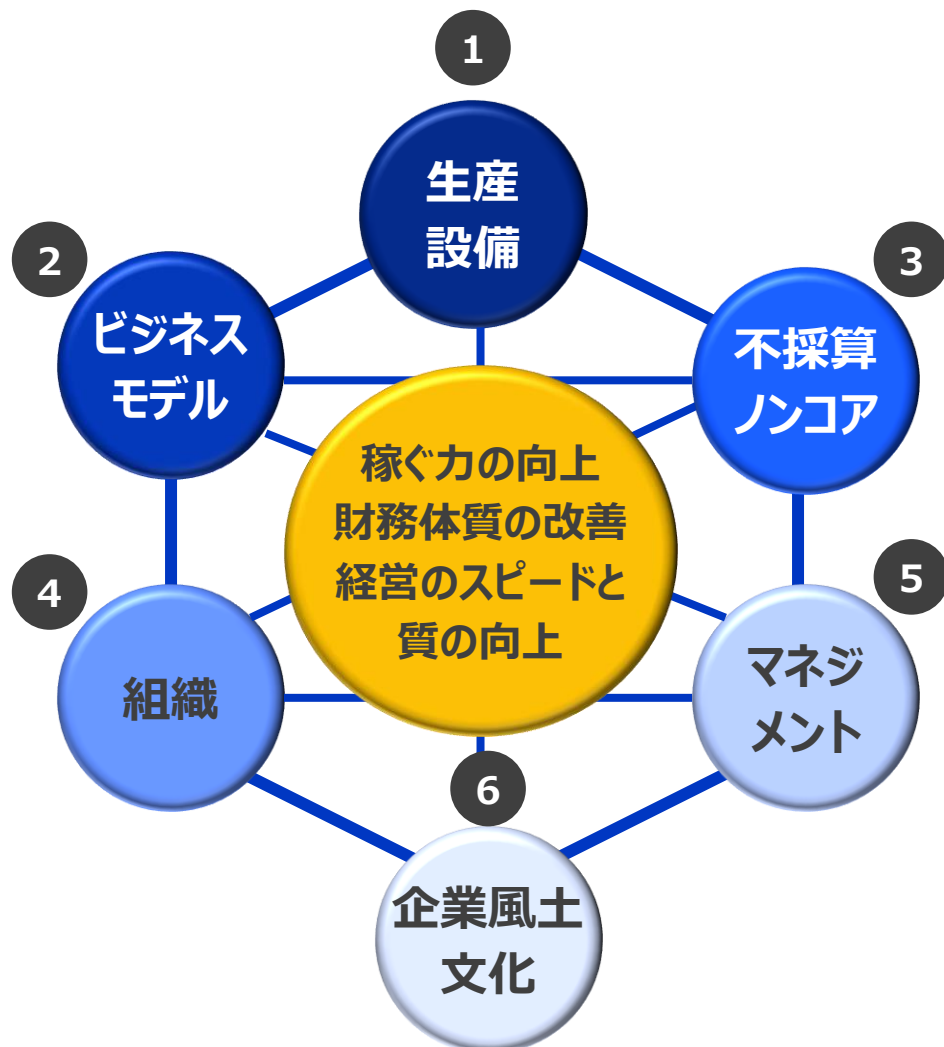 1
生産
設備
2
ビジネス
モデル
3
不採算
ノンコア
稼ぐ力の向上
財務体質の改善
経営のスピードと
質の向上
4
組織
5
マネジ
メント
6
企業風土
文化